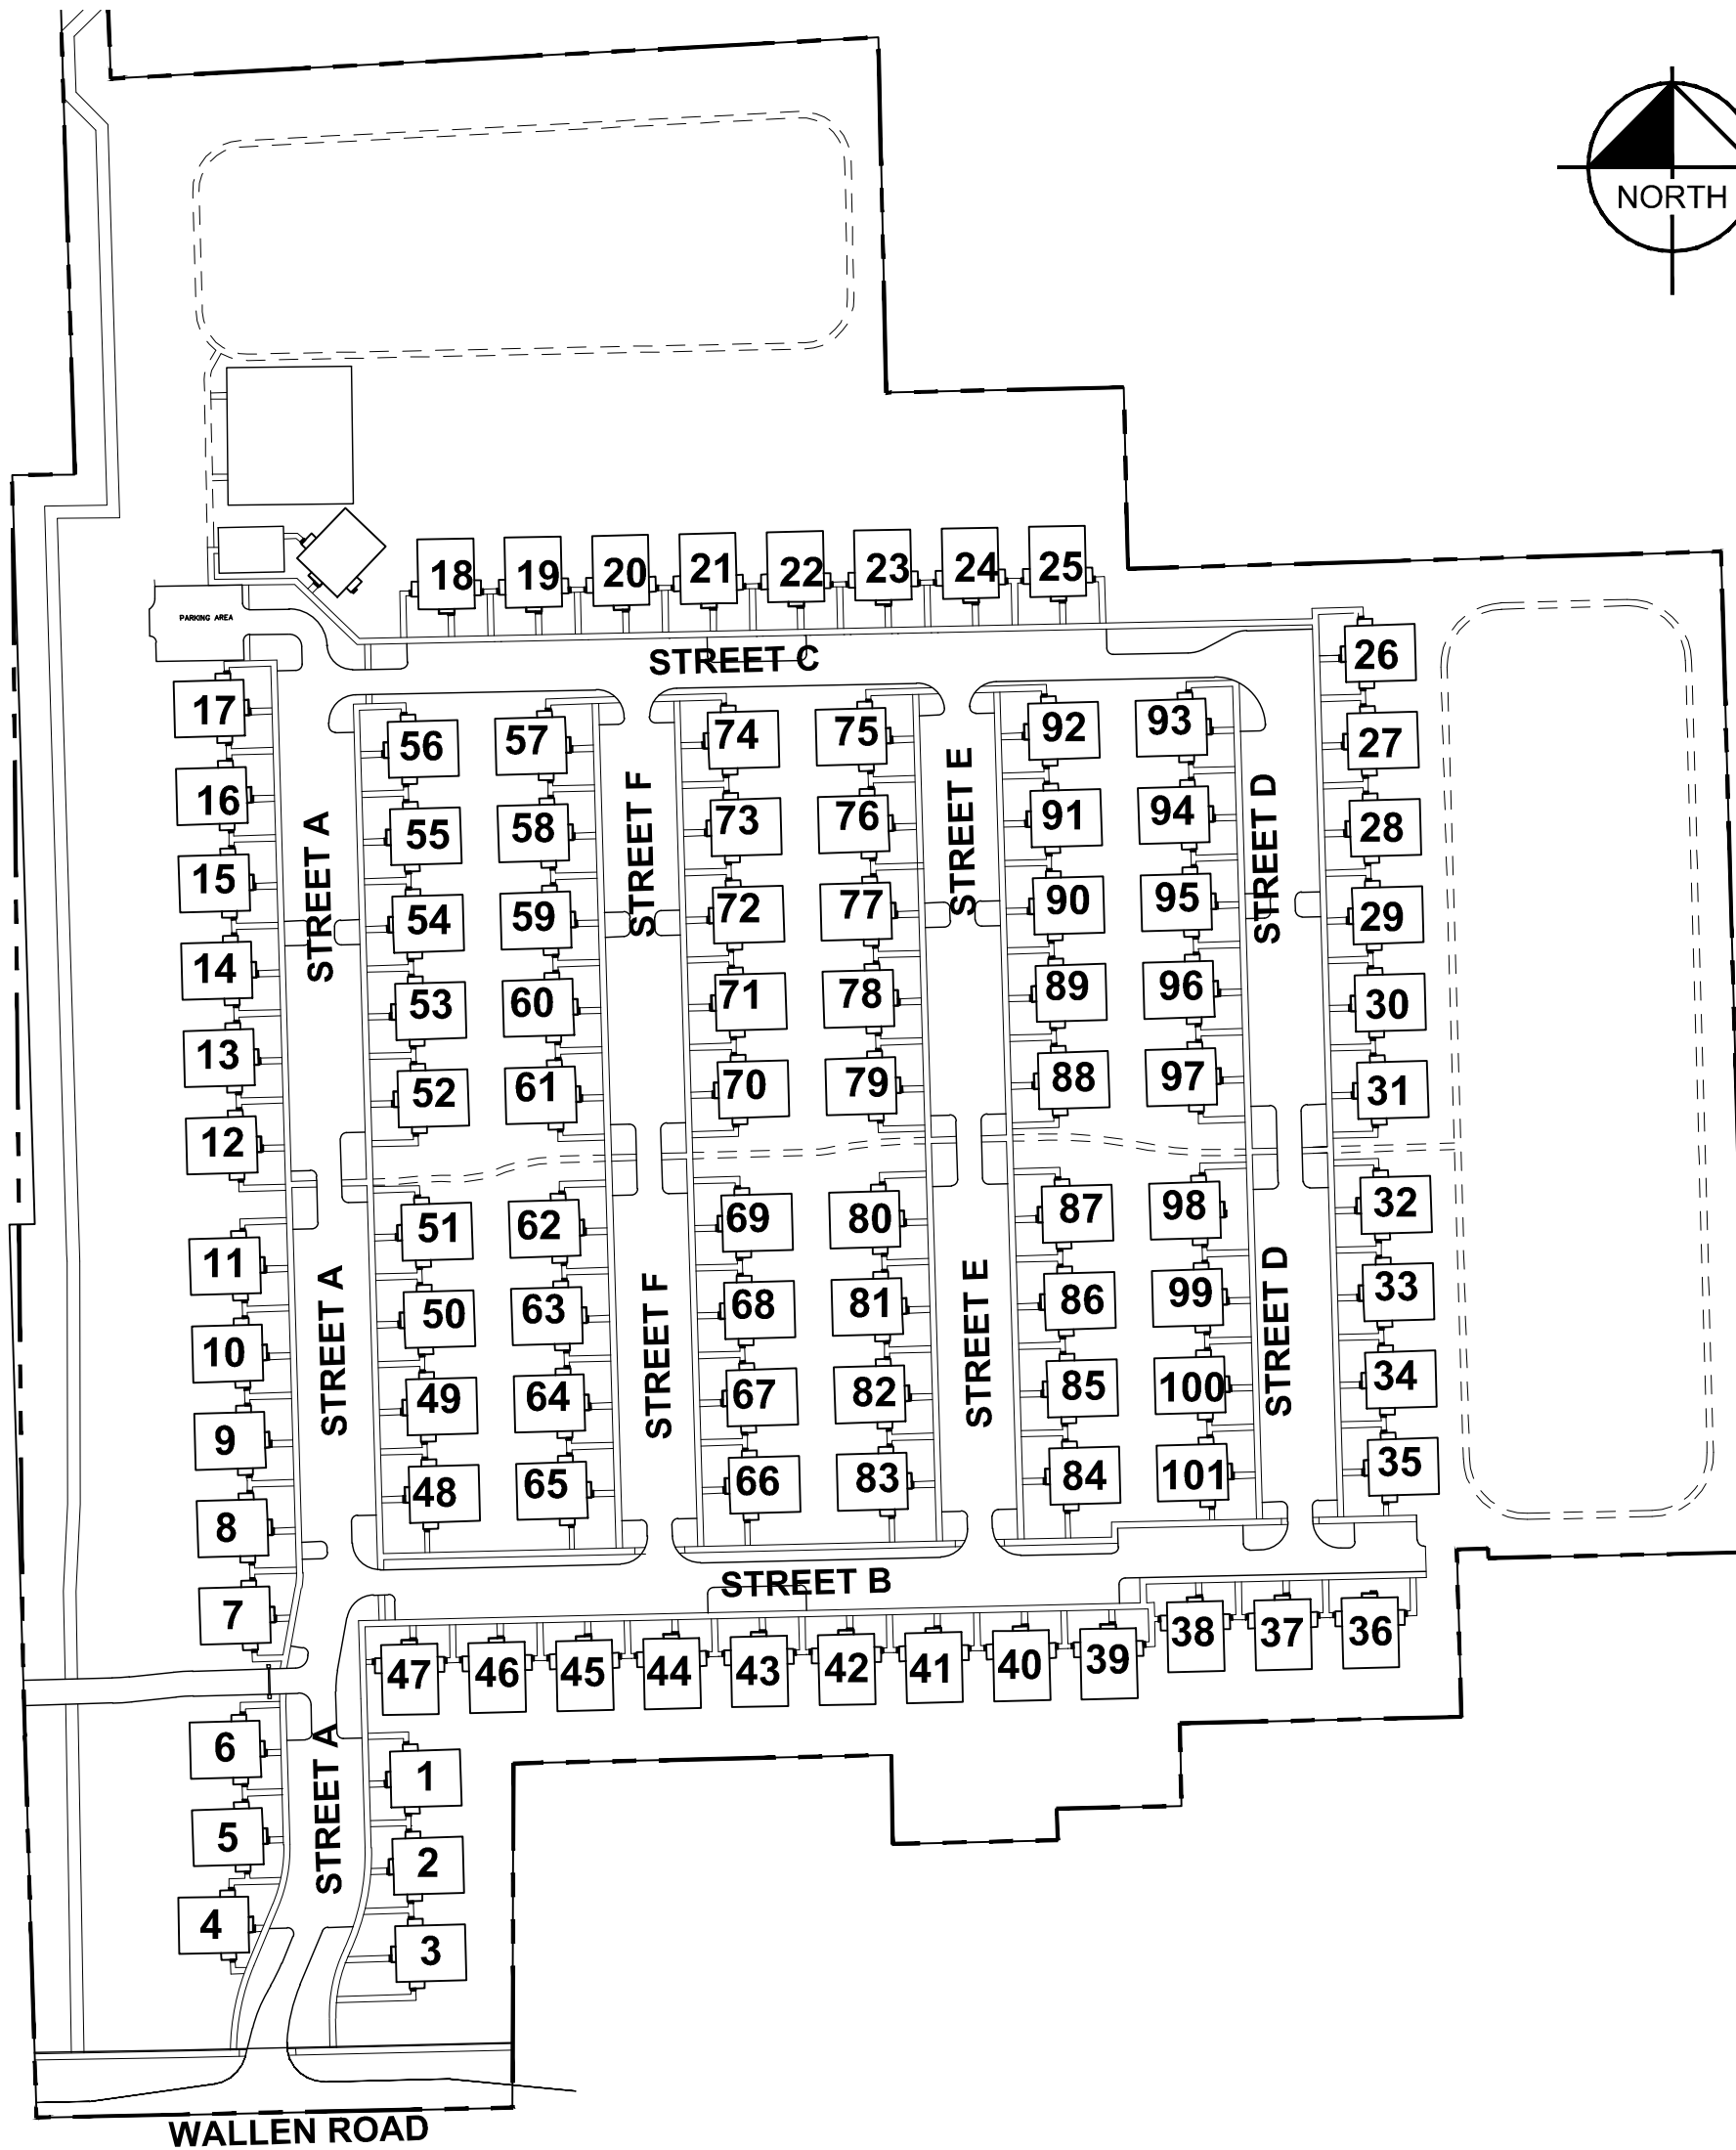 NORTH
18 19 20 21 22 23 24 25
PARKING AREA
STREET C
26
17
56 57 74 75 92 93
27
16
55 58 73 76 91 94
28
STREET A
STREET F
STREET E
STREET D
15
54 59 72 77 90 95
29
14
53 60 71 78 89 96
30
13
52 61 70 79 88 97
31
12
51 62 69 80 87 98
32
11
50 63 68 81 86 99
33
STREET A
STREET F
STREET E
STREET D
10
49 64 67 82 85 100
34
9
48 65 66 83 84 101
35
8
STREET B
7
47 46 45 44 43 42 41 40 39 38 37 36
6
1
STREET A
5
2
4
3
WALLEN ROAD